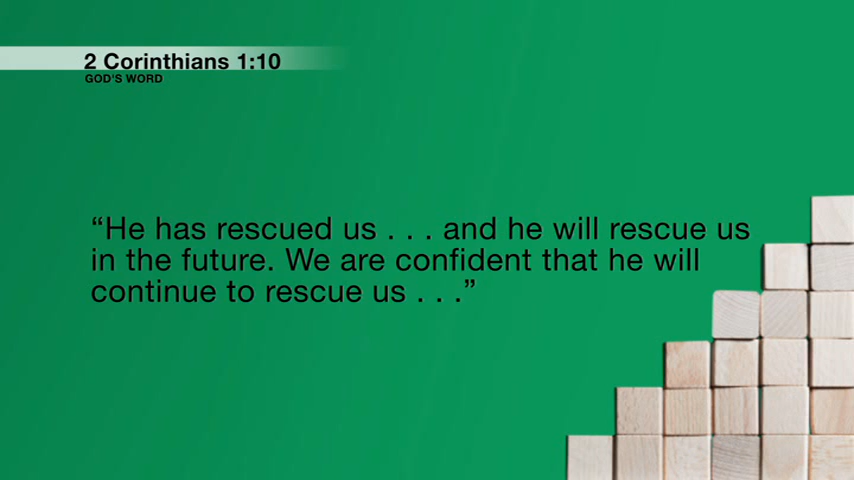 2 Corinthians 1:10
GOD'S WORD
“He has rescued us . . . and he will rescue us
in the future. We are confident that he will
continue to rescue us . . .”